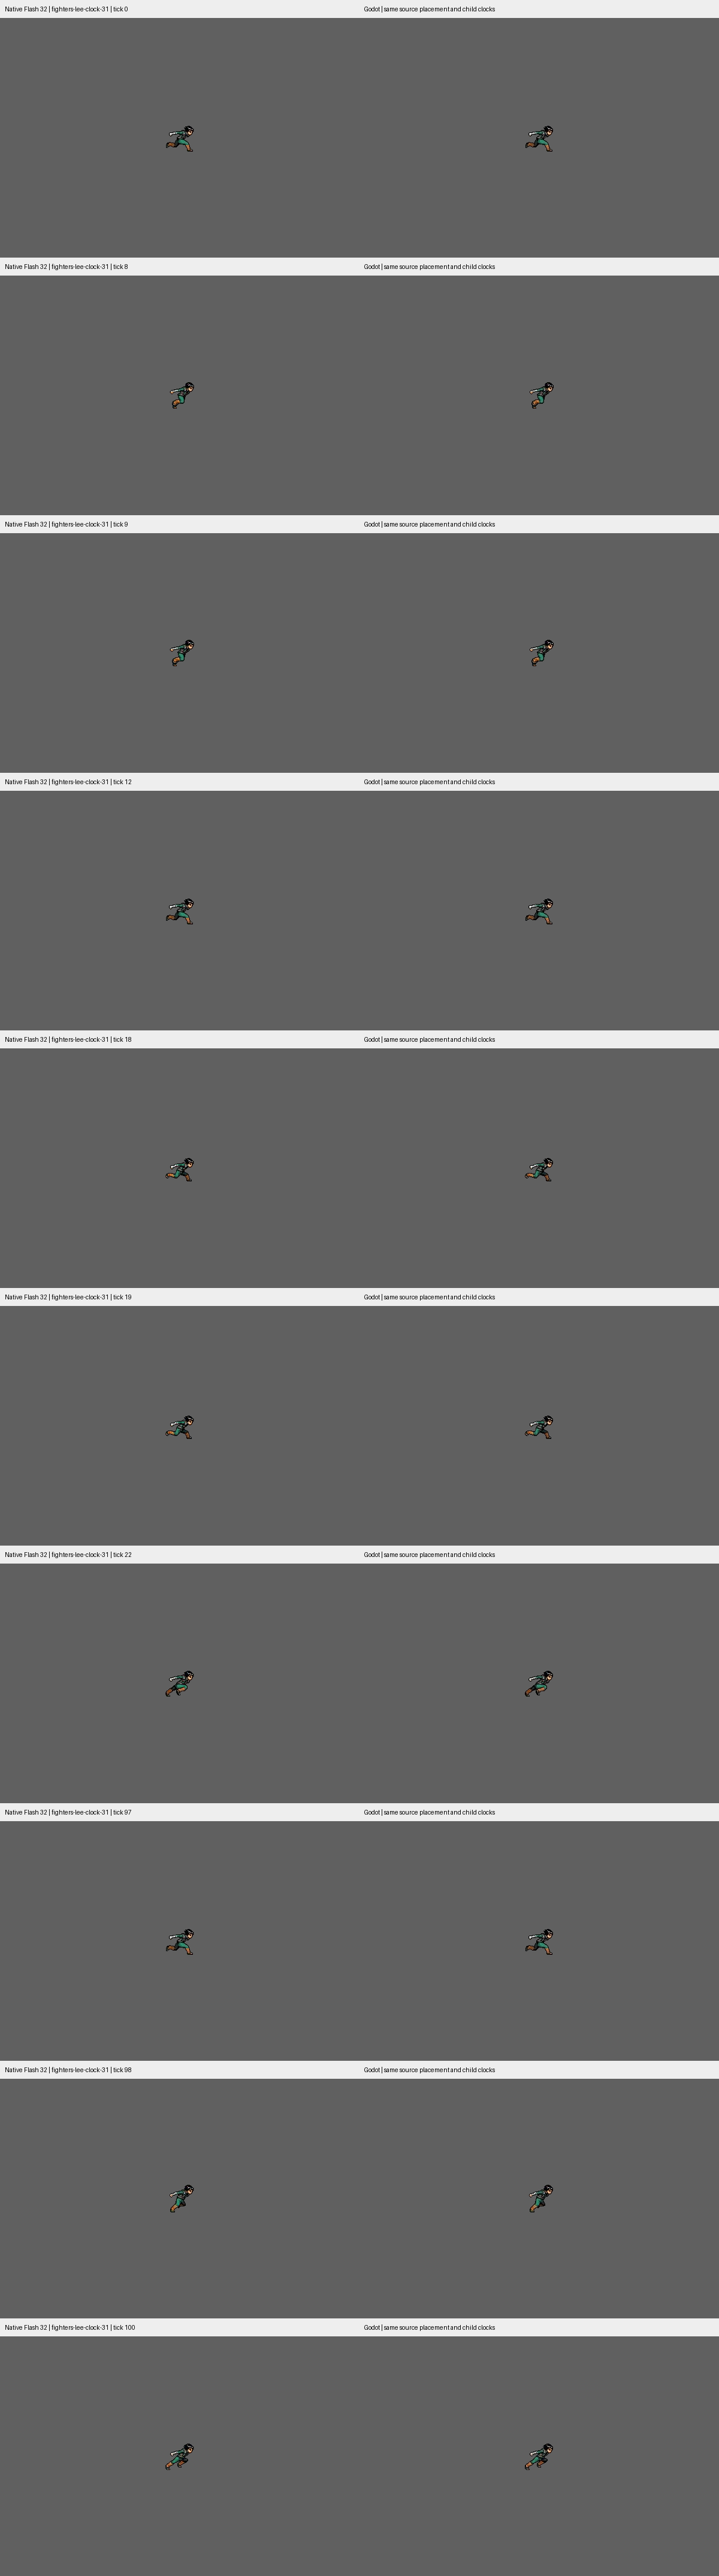 Native Flash 32 | fighters-lee-clock-31 | tick 0
Godot | same source placement and child clocks
Native Flash 32 | fighters-lee-clock-31 | tick 8
Godot | same source placement and child clocks
Native Flash 32 | fighters-lee-clock-31 | tick 9
Godot | same source placement and child clocks
Native Flash 32 | fighters-lee-clock-31 | tick 12
Godot | same source placement and child clocks
Native Flash 32 | fighters-lee-clock-31 | tick 18
Godot | same source placement and child clocks
Native Flash 32 | fighters-lee-clock-31 | tick 19
Godot | same source placement and child clocks
Native Flash 32 | fighters-lee-clock-31 | tick 22
Godot | same source placement and child clocks
Native Flash 32 | fighters-lee-clock-31 | tick 97
Godot | same source placement and child clocks
Native Flash 32 | fighters-lee-clock-31 | tick 98
Godot | same source placement and child clocks
Native Flash 32 | fighters-lee-clock-31 | tick 100
Godot | same source placement and child clocks